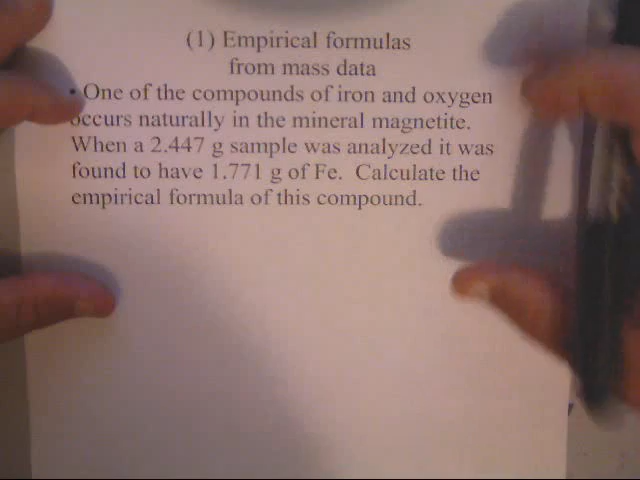 (1) Empirical formulas
from mass data
• One of the compounds of iron and oxygen
occurs naturally in the mineral magnetite.
When a 2.447 g sample was analyzed it was
found to have 1.771 g of Fe. Calculate the
empirical formula of this compound.